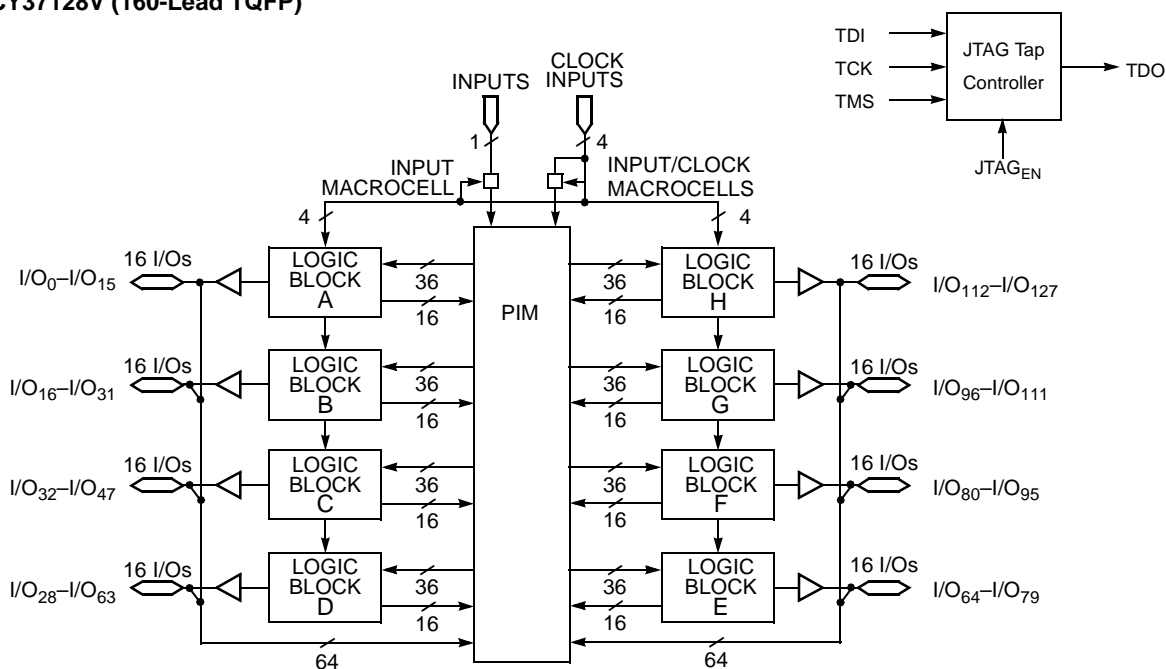 CY37128V (160-Lead TQFP)
TDI
TCK
TMS
JTAG Tap
Controller
TDO
JTAG_EN
INPUTS
CLOCK
INPUTS
1
4
INPUT
MACROCELL
INPUT/CLOCK
MACROCELLS
4
4
PIM
I/O0–I/O15
16 I/Os
LOGIC
BLOCK
A
36
16
36
16
LOGIC
BLOCK
H
16 I/Os
I/O112–I/O127
I/O16–I/O31
16 I/Os
LOGIC
BLOCK
B
36
16
36
16
LOGIC
BLOCK
G
16 I/Os
I/O96–I/O111
I/O32–I/O47
16 I/Os
LOGIC
BLOCK
C
36
16
36
16
LOGIC
BLOCK
F
16 I/Os
I/O80–I/O95
I/O28–I/O63
16 I/Os
LOGIC
BLOCK
D
36
16
36
16
LOGIC
BLOCK
E
16 I/Os
I/O64–I/O79
64
64